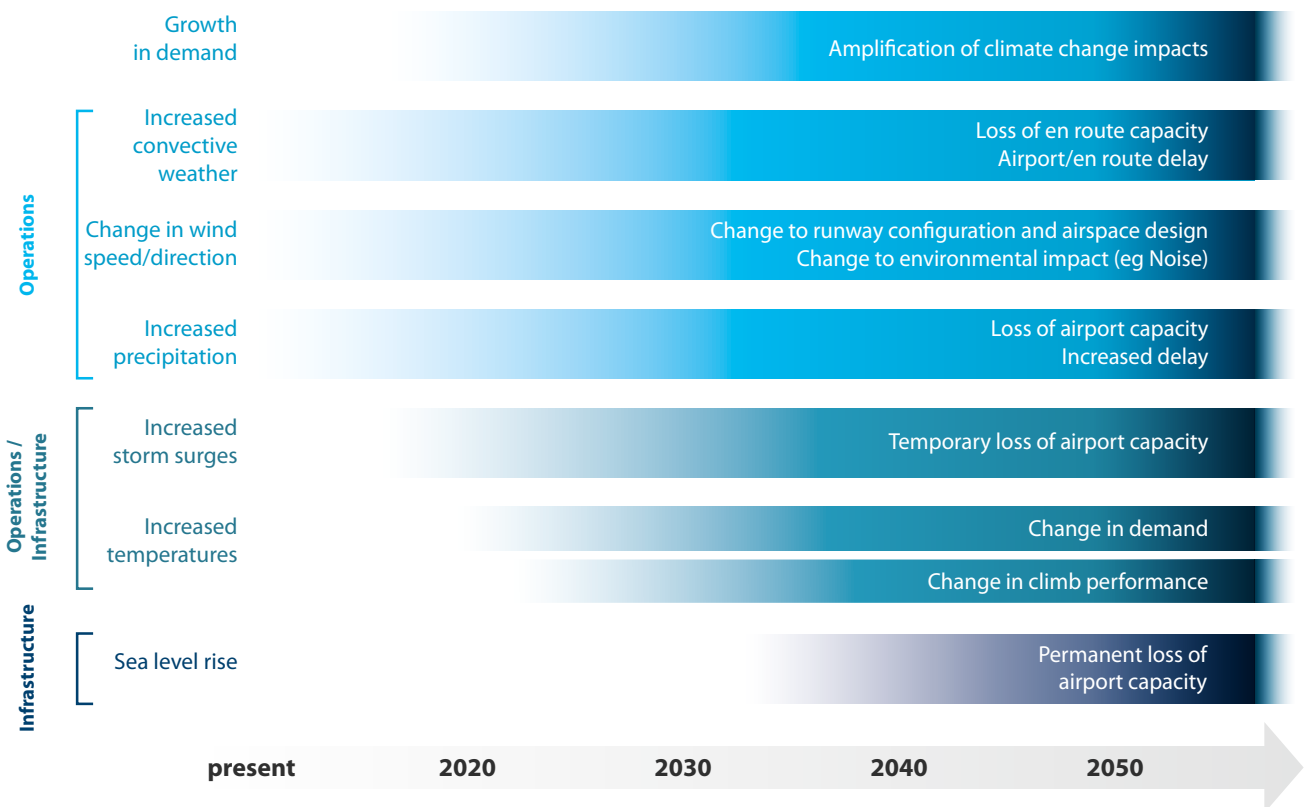 Growth
in demand
Amplification of climate change impacts
Operations
Increased
convective
weather
Loss of en route capacity
Airport/en route delay
Change in wind
speed/direction
Change to runway configuration and airspace design
Change to environmental impact (eg Noise)
Increased
precipitation
Loss of airport capacity
Increased delay
Operations /
Infrastructure
Increased
storm surges
Temporary loss of airport capacity
Increased
temperatures
Change in demand
Change in climb performance
Infrastructure
Sea level rise
Permanent loss of
airport capacity
present 2020 2030 2040 2050